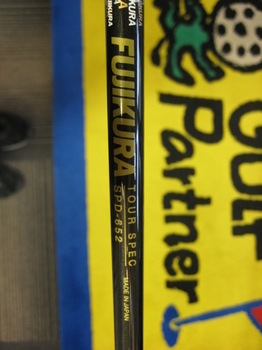 FUJIKURA
TOUR SPEC
SPD-852
MADE IN JAPAN
GOLF
Partner